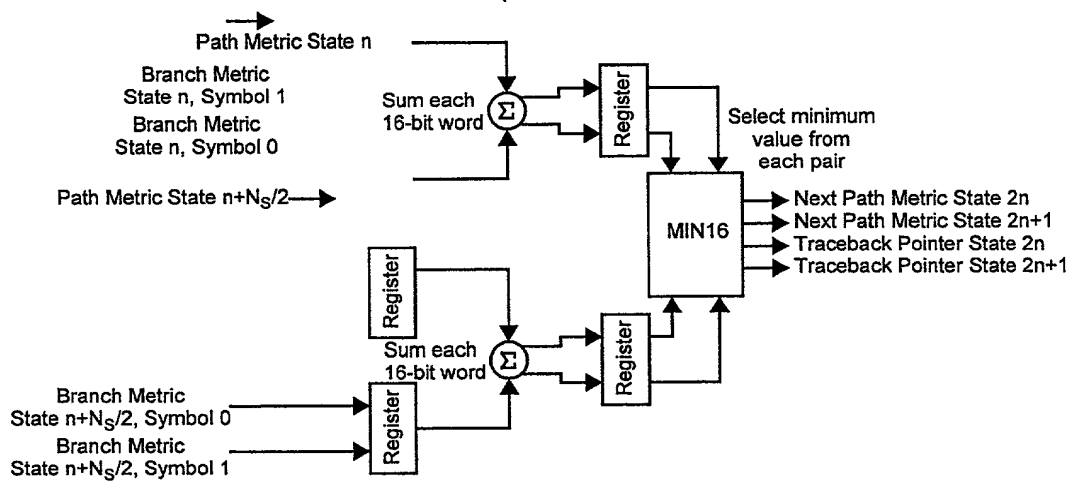 Path Metric State n
Branch Metric
State n, Symbol 1
Branch Metric
State n, Symbol 0
Sum each
16-bit word
Σ
Register
Select minimum
value from
each pair
Path Metric State n+NS/2
MIN16
Next Path Metric State 2n
Next Path Metric State 2n+1
Traceback Pointer State 2n
Traceback Pointer State 2n+1
Register
Sum each
16-bit word
Σ
Register
Branch Metric
State n+NS/2, Symbol 0
Branch Metric
State n+NS/2, Symbol 1
Register